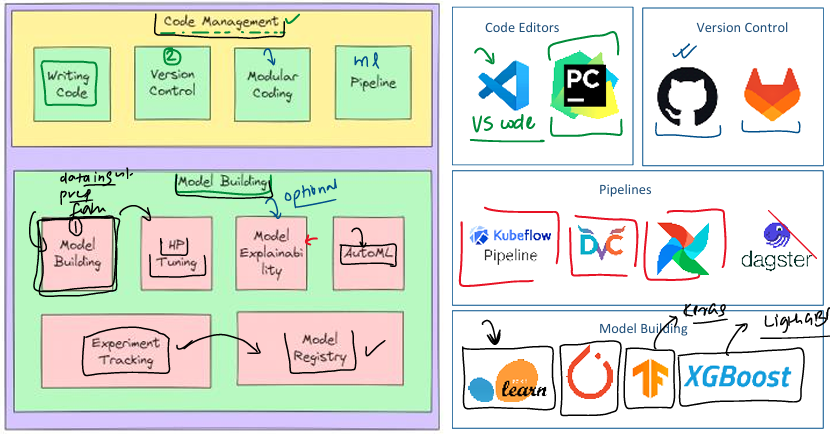 Code Management
Writing
Code
2
Version
Control
Modular
Coding
ml
Pipeline
Model Building
optional
1
Model
Building
HP
Tuning
Model
Explainabi
lity
AutoML
Experiment
Tracking
Model
Registry
Code Editors
VS code
PC
Version Control
Pipelines
Kubeflow
Pipeline
DVC
dagster
Model Building
Keras
learn
XGBoost